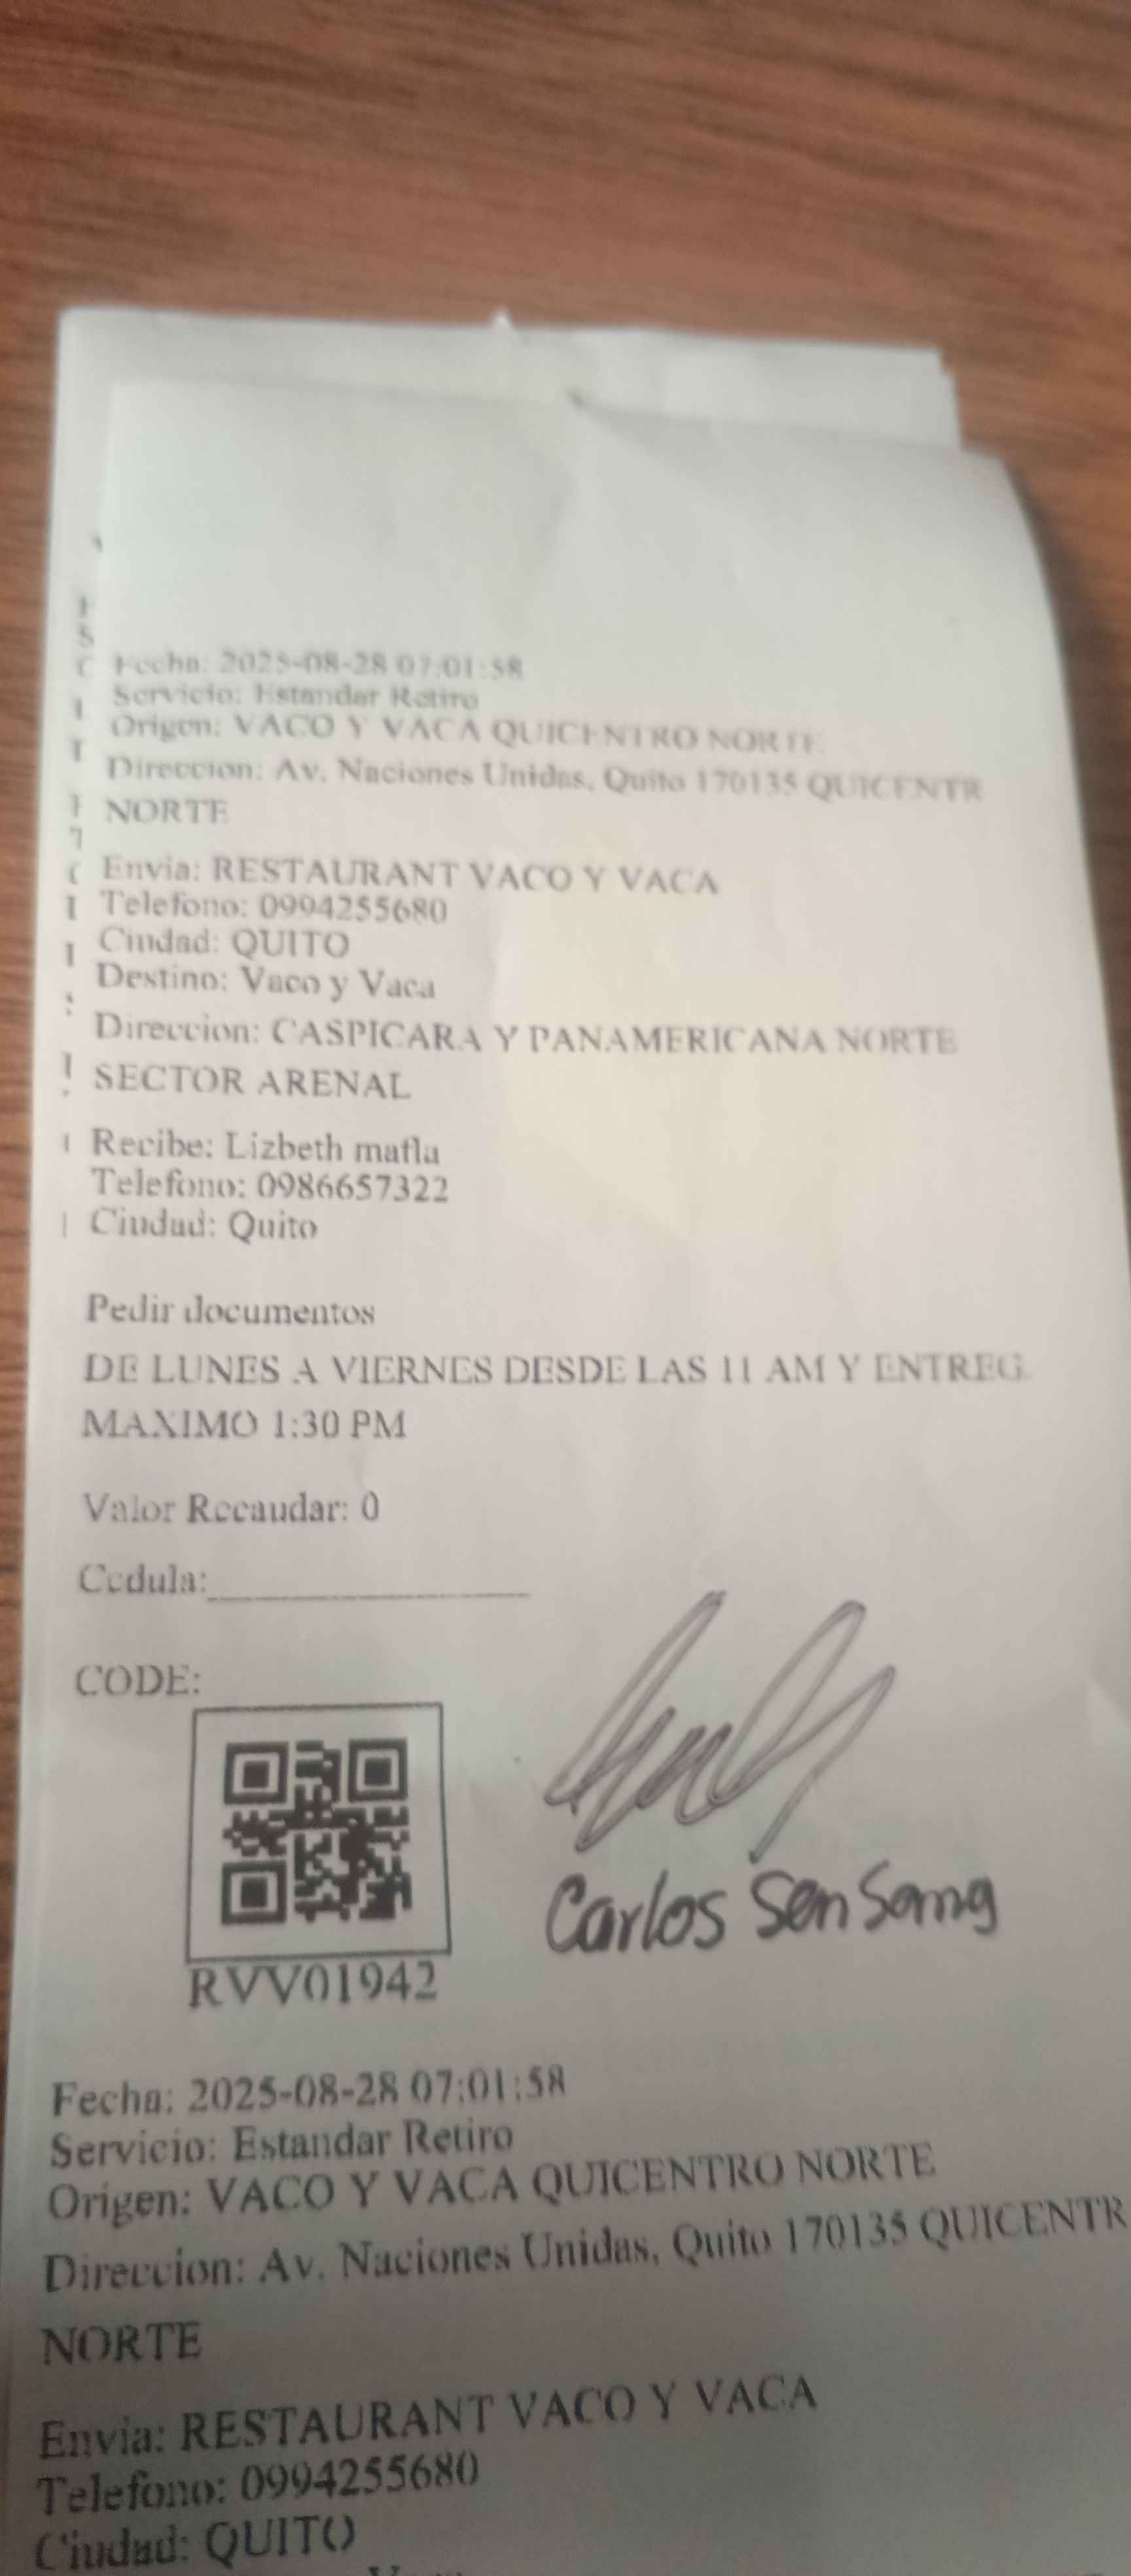 Fecha: 2025-08-28 07:01:58
Servicio: Estandar Retiro
Origen: VACO Y VACA QUICENTRO NORTE
Direccion: Av. Naciones Unidas, Quito 170135 QUICENTR
NORTE
Envia: RESTAURANT VACO Y VACA
Telefono: 0994255680
Ciudad: QUITO
Destino: Vaco y Vaca
Direccion: CASPICARA Y PANAMERICANA NORTE
SECTOR ARENAL
Recibe: Lizbeth mafla
Telefono: 0986657322
Ciudad: Quito
Pedir documentos
DE LUNES A VIERNES DESDE LAS 11 AM Y ENTREG
MAXIMO 1:30 PM
Valor Recaudar: 0
Cedula:
CODE:
Carlos Sen Sang
RVV01942
Fecha: 2025-08-28 07:01:58
Servicio: Estandar Retiro
Origen: VACO Y VACA QUICENTRO NORTE
Direccion: Av. Naciones Unidas, Quito 170135 QUICENTR
NORTE
Envia: RESTAURANT VACO Y VACA
Telefono: 0994255680
Ciudad: QUITO